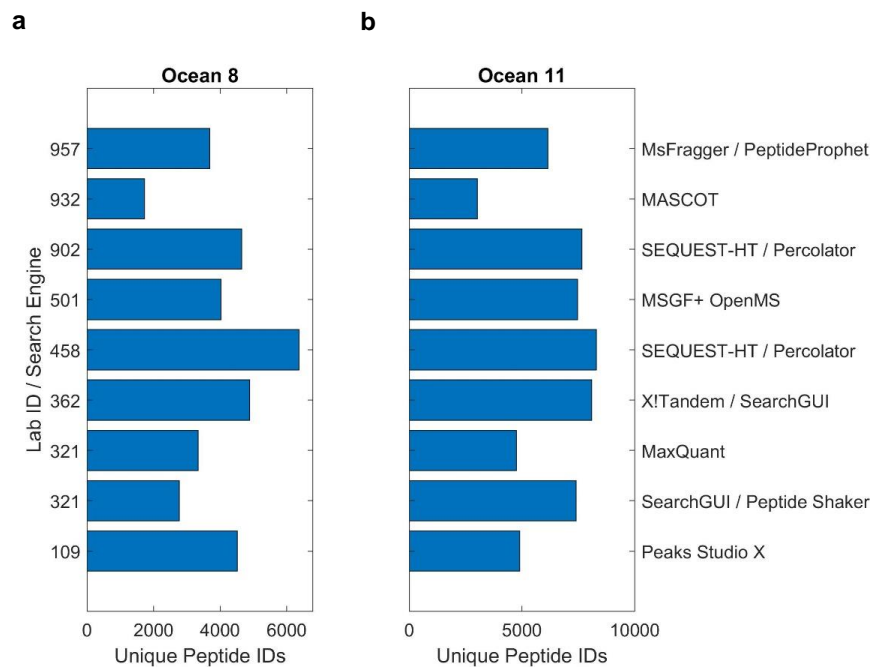 a
b
Ocean 8
Ocean 11
957
932
902
501
458
362
321
321
109
Lab ID / Search Engine
MsFragger / PeptideProphet
MASCOT
SEQUEST-HT / Percolator
MSGF+ OpenMS
SEQUEST-HT / Percolator
X!Tandem / SearchGUI
MaxQuant
SearchGUI / Peptide Shaker
Peaks Studio X
0 2000 4000 6000
0 5000 10000
Unique Peptide IDs
Unique Peptide IDs